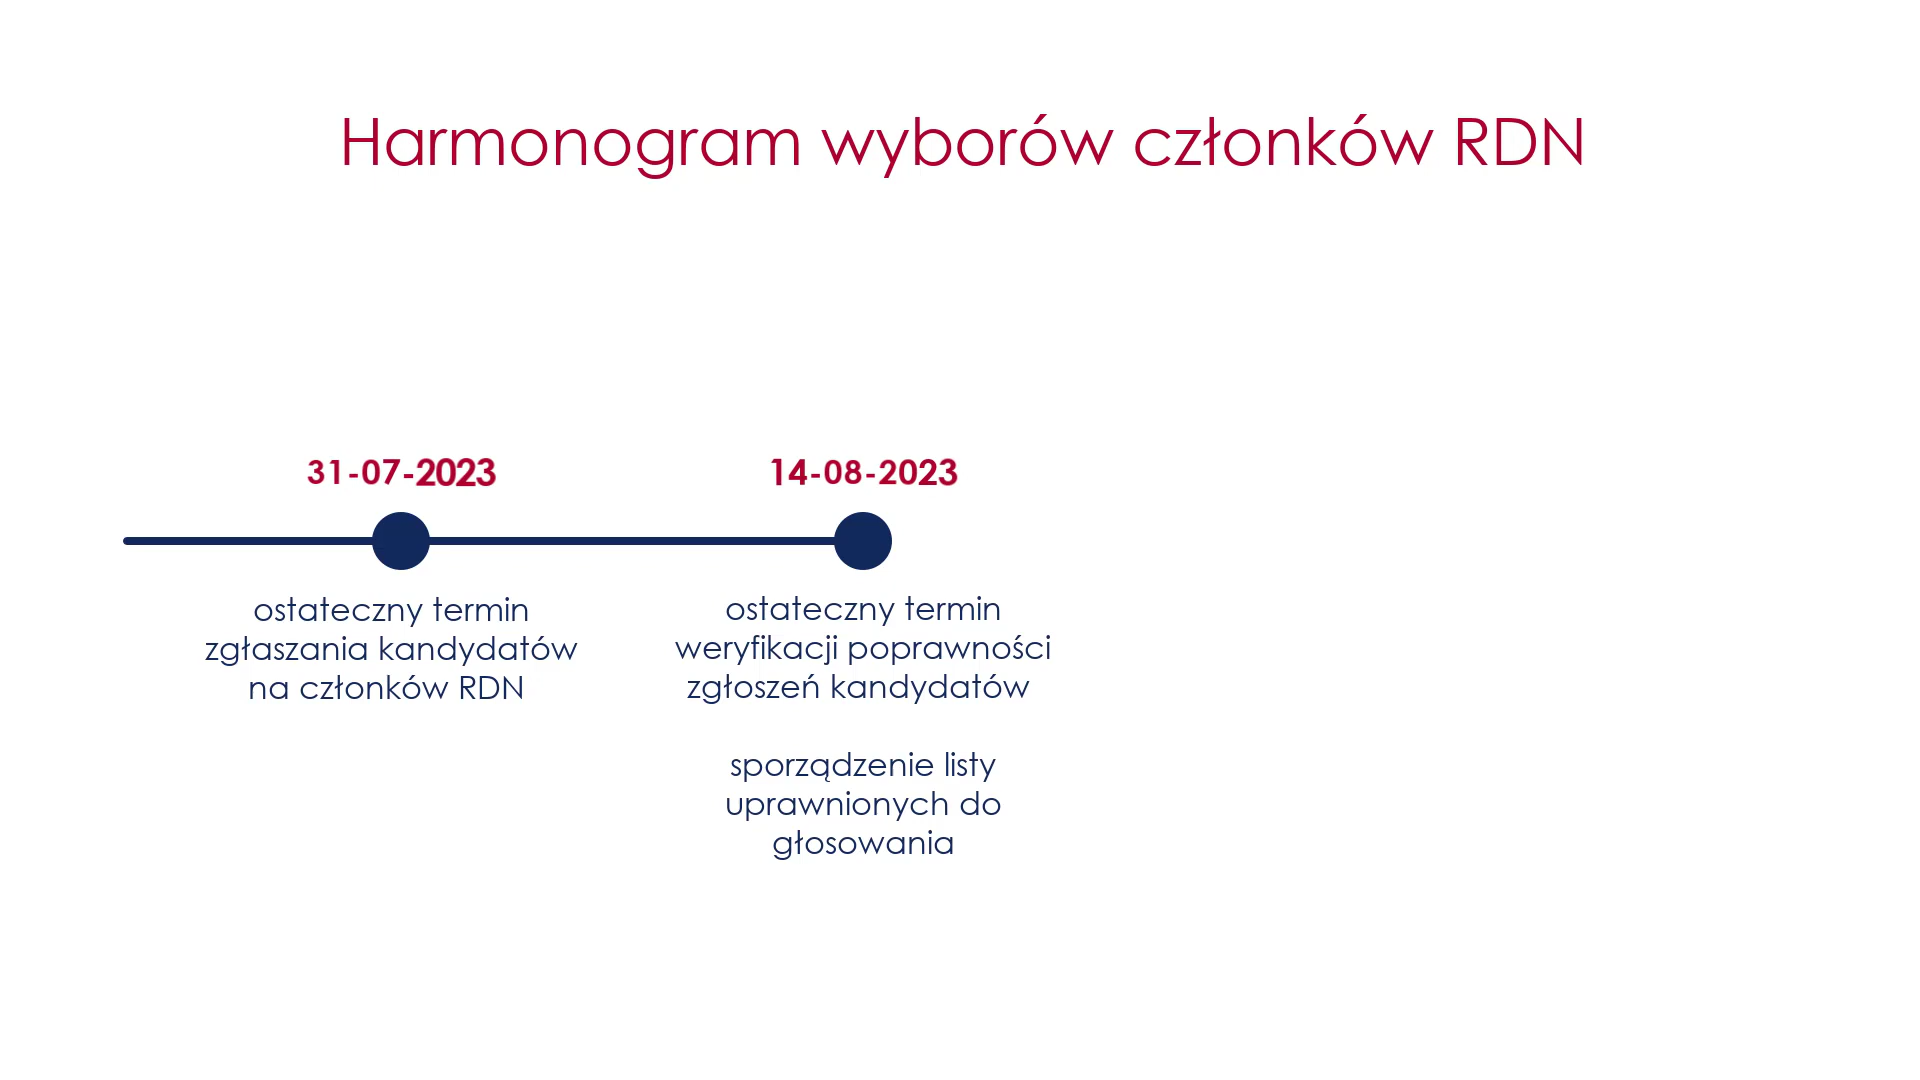 Harmonogram wyborów członków RDN
31-07-2023
ostateczny termin
zgłaszania kandydatów
na członków RDN
14-08-2023
ostateczny termin
weryfikacji poprawności
zgłoszeń kandydatów
sporządzenie listy
uprawnionych do
głosowania